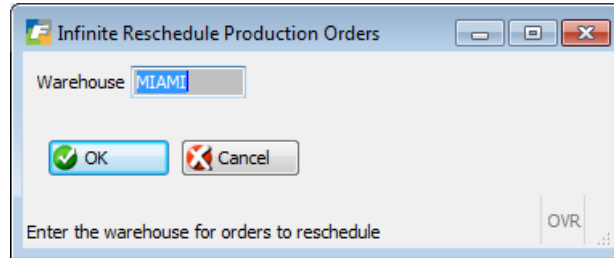 Infinite Reschedule Production Orders
Warehouse MIAMI
OK Cancel
Enter the warehouse for orders to reschedule OVR